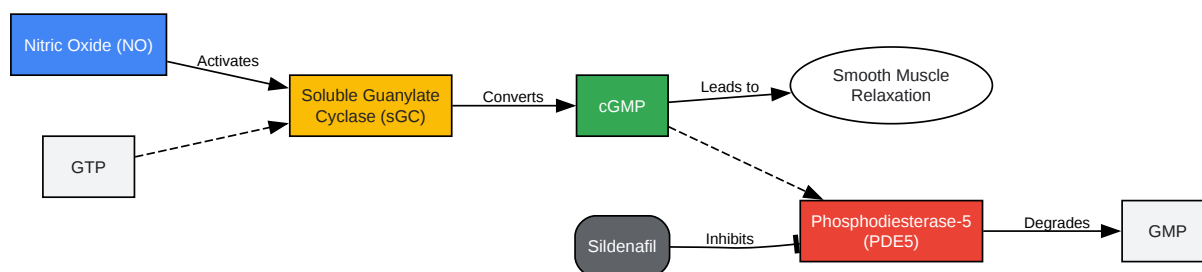 Nitric Oxide (NO)
Activates
Soluble Guanylate
Cyclase (sGC)
GTP
Converts
cGMP
Leads to
Smooth Muscle
Relaxation
Sildenafil
Inhibits
Phosphodiesterase-5
(PDE5)
Degrades
GMP